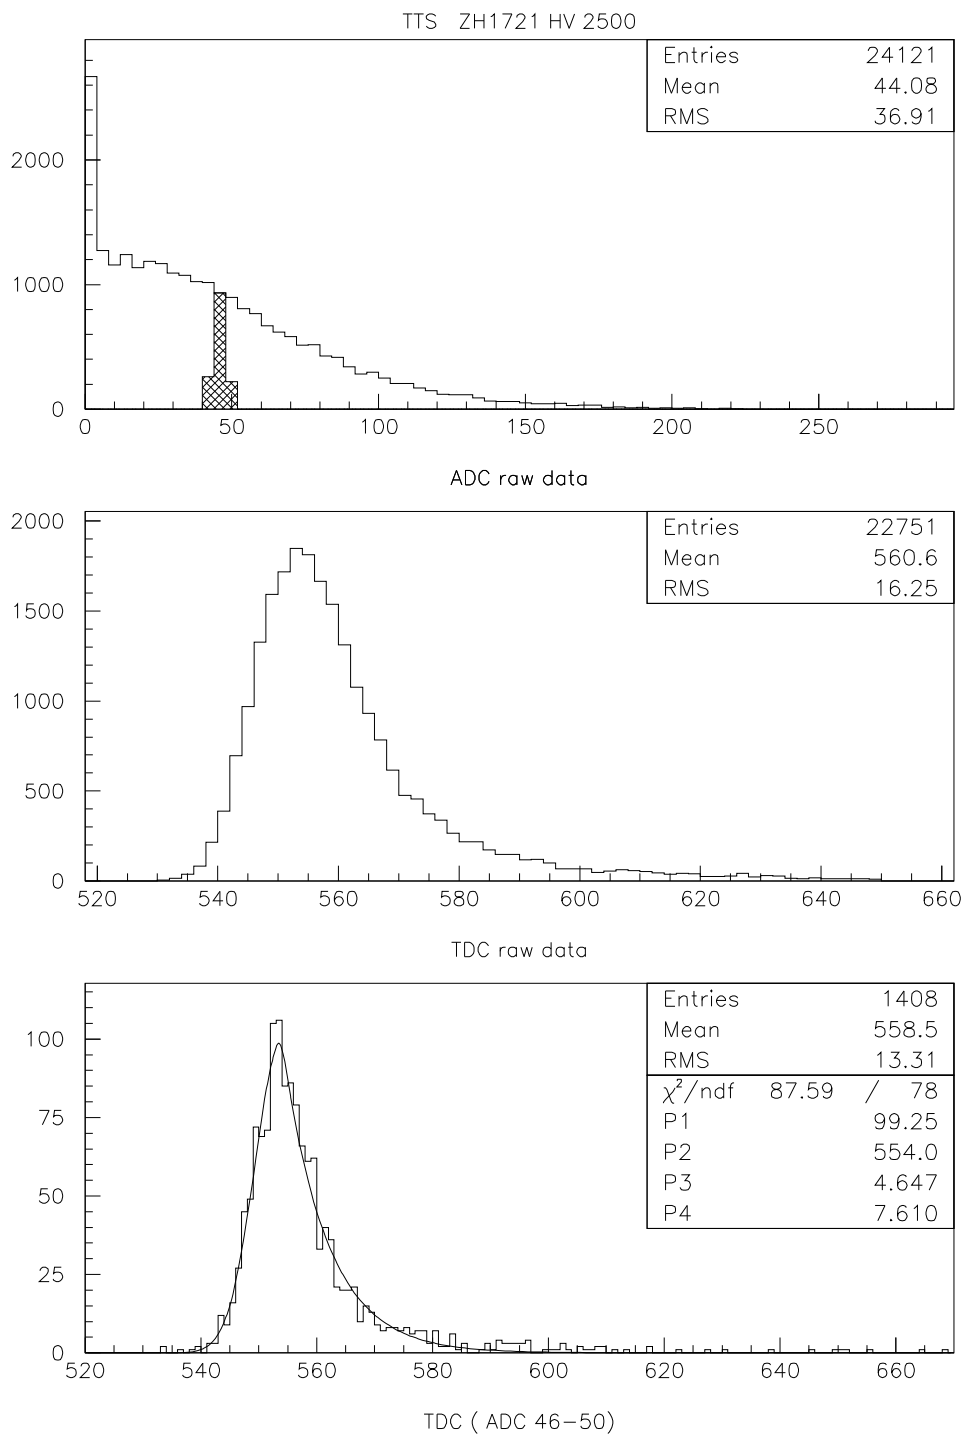 TTS ZH1721 HV 2500
Entries 24121
Mean 44.08
RMS 36.91
2000
1000
0
0 50 100 150 200 250
ADC raw data
Entries 22751
Mean 560.6
RMS 16.25
2000
1500
1000
500
0
520 540 560 580 600 620 640 660
TDC raw data
Entries 1408
Mean 558.5
RMS 13.31
χ²/ndf 87.59 / 78
P1 99.25
P2 554.0
P3 4.647
P4 7.610
100
75
50
25
0
520 540 560 580 600 620 640 660
TDC ( ADC 46−50)